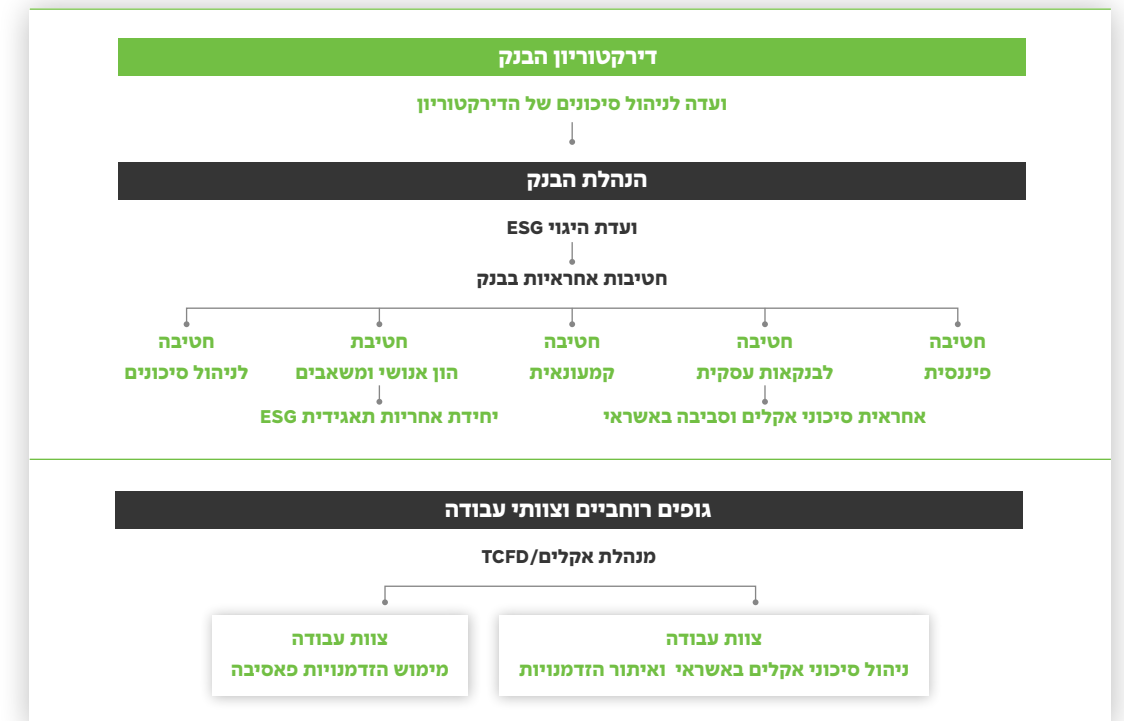 דירקטוריון הבנק
ועדה לניהול סיכונים של הדירקטוריון
הנהלת הבנק
ועדת היגוי ESG
חטיבות אחראיות בבנק
חטיבה
פיננסית
חטיבה
לבנקאות עסקית
חטיבה
קמעונאית
חטיבת
הון אנושי ומשאבים
חטיבה
לניהול סיכונים
אחראית סיכוני אקלים וסביבה באשראי
יחידת אחריות תאגידית ESG
גופים רוחביים וצוותי עבודה
מנהלת אקלים/TCFD
צוות עבודה
ניהול סיכוני אקלים באשראי ואיתור הזדמנויות
צוות עבודה
מימוש הזדמנויות פאסיבה